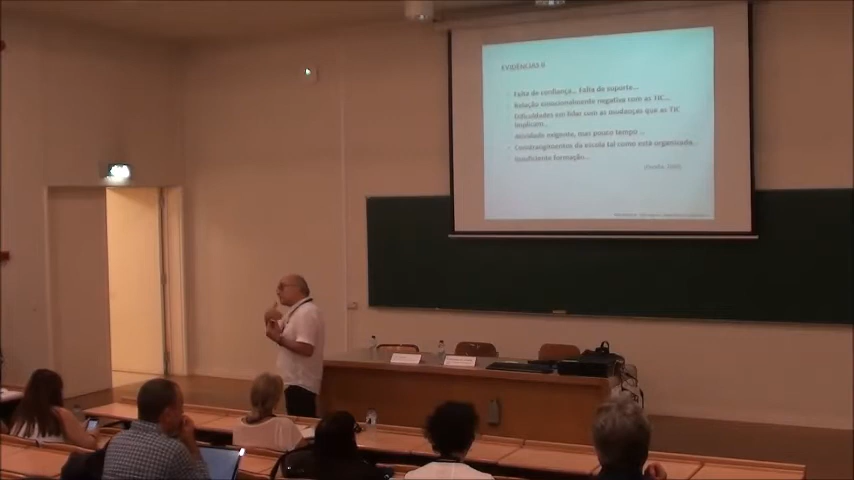 EVIDÊNCIAS II
Falta de confiança... Falta de suporte...
Relação emocionalmente negativa com as TIC...
Dificuldades em lidar com as mudanças que as TIC
implicam...
Atividade exigente, mas pouco tempo...
Constrangimentos da escola tal como está organizada...
Insuficiente formação...